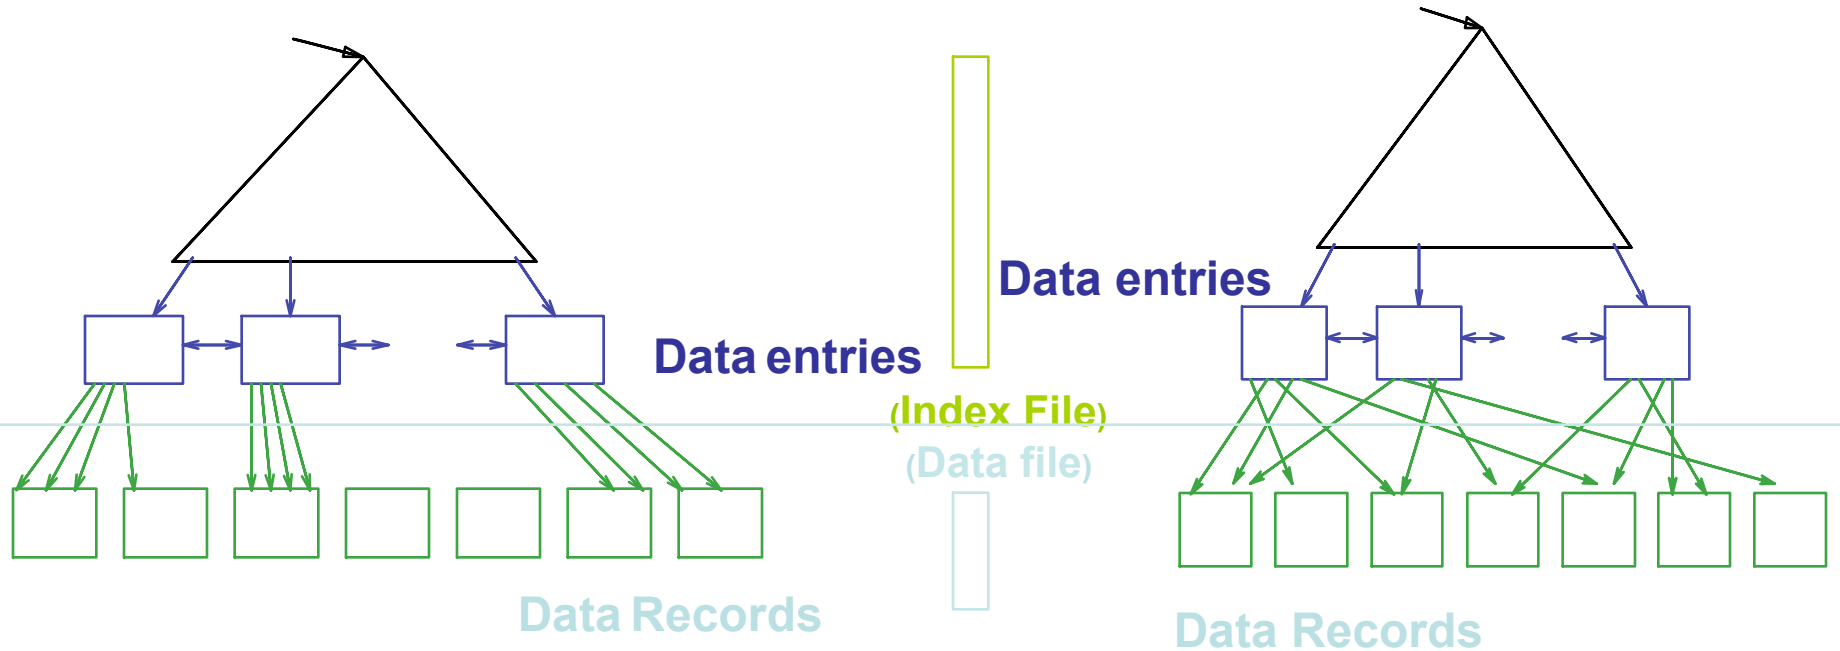 Data entries
Data entries
(Index File)
(Data file)
Data Records
Data Records